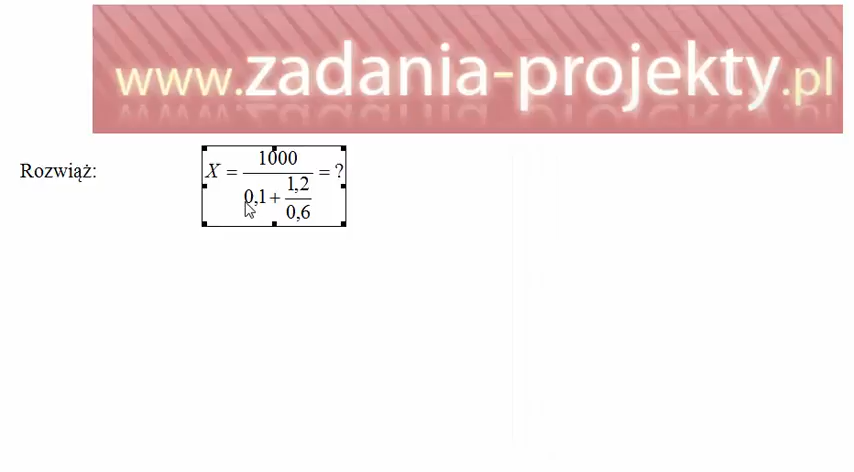 www.zadania-projekty.pl
Rozwiąż:
X = 1000 / (0,1 + 1,2 / 0,6) = ?